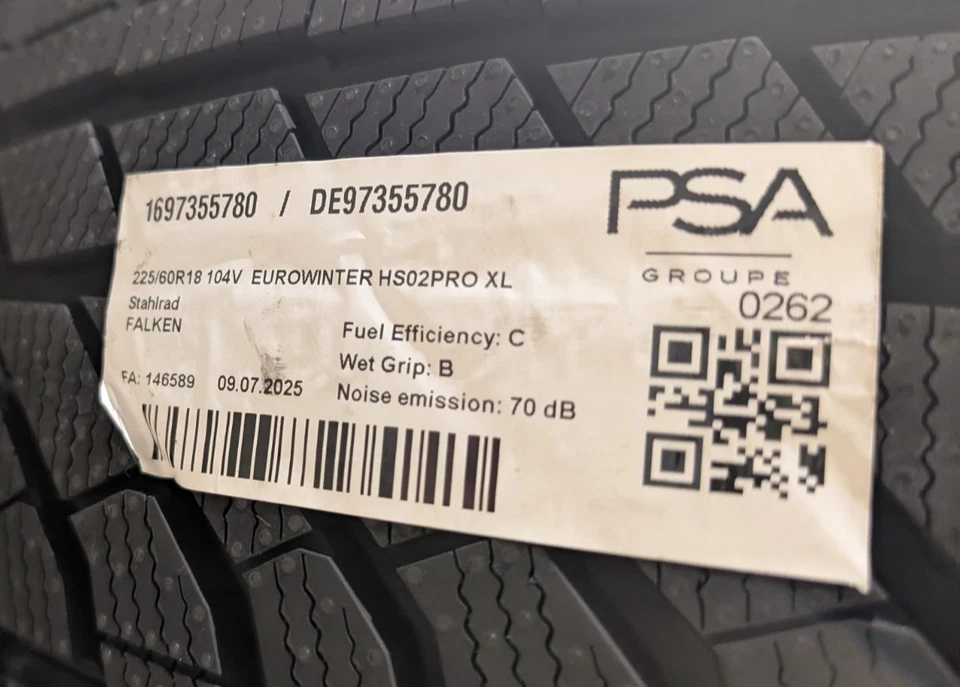 1697355780 / DE97355780
PSA
GROUPE
0262
225/60R18 104V EUROWINTER HS02PRO XL
Stahlrad
FALKEN
Fuel Efficiency: C
Wet Grip: B
Noise emission: 70 dB
FA: 146589 09.07.2025